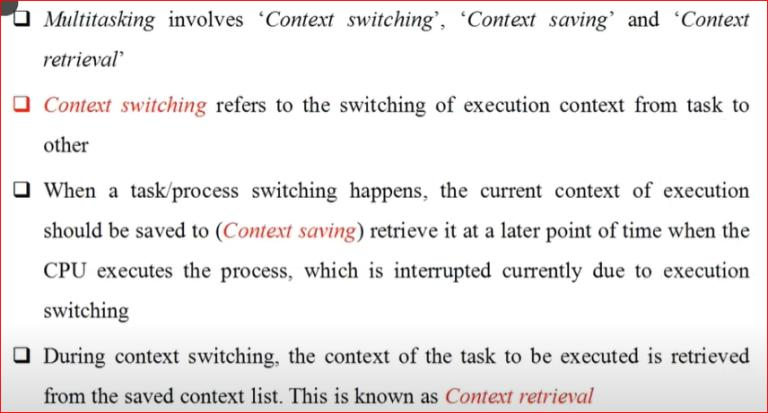 ❑ Multitasking involves ‘Context switching’, ‘Context saving’ and ‘Context
retrieval’
❑ Context switching refers to the switching of execution context from task to
other
❑ When a task/process switching happens, the current context of execution
should be saved to (Context saving) retrieve it at a later point of time when the
CPU executes the process, which is interrupted currently due to execution
switching
❑ During context switching, the context of the task to be executed is retrieved
from the saved context list. This is known as Context retrieval